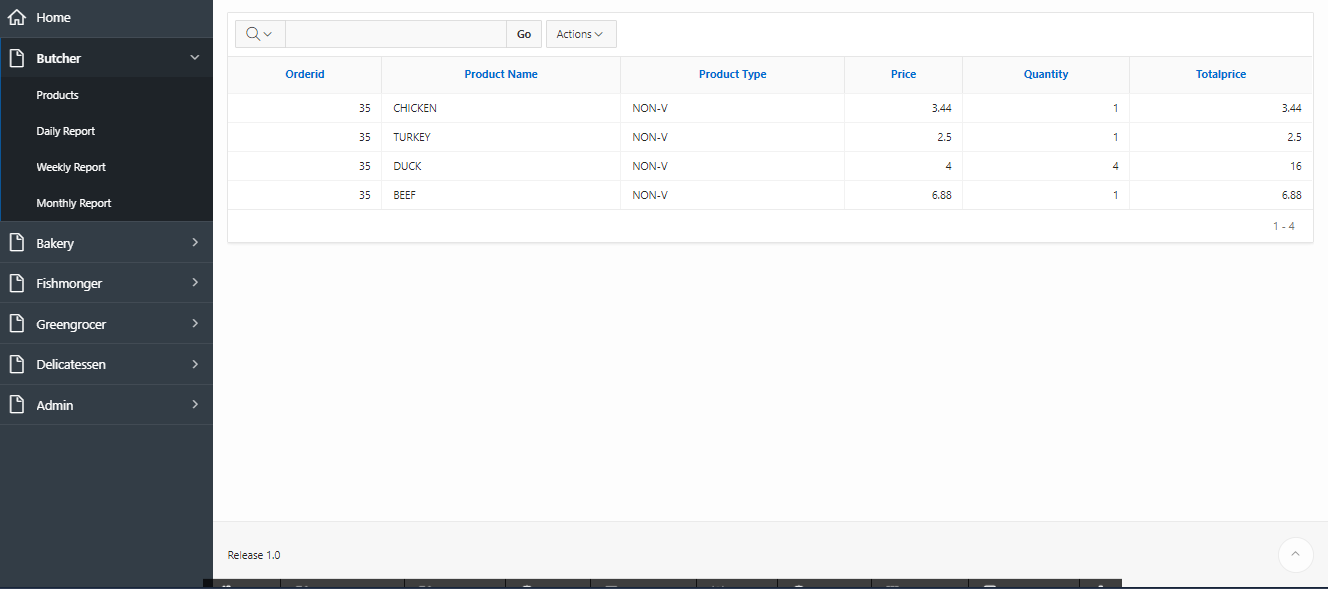 Home
Butcher
Products
Daily Report
Weekly Report
Monthly Report
Bakery
Fishmonger
Greengrocer
Delicatessen
Admin
Go Actions
Orderid Product Name Product Type Price Quantity Totalprice
35 CHICKEN NON-V 3.44 1 3.44
35 TURKEY NON-V 2.5 1 2.5
35 DUCK NON-V 4 4 16
35 BEEF NON-V 6.88 1 6.88
1 - 4
Release 1.0